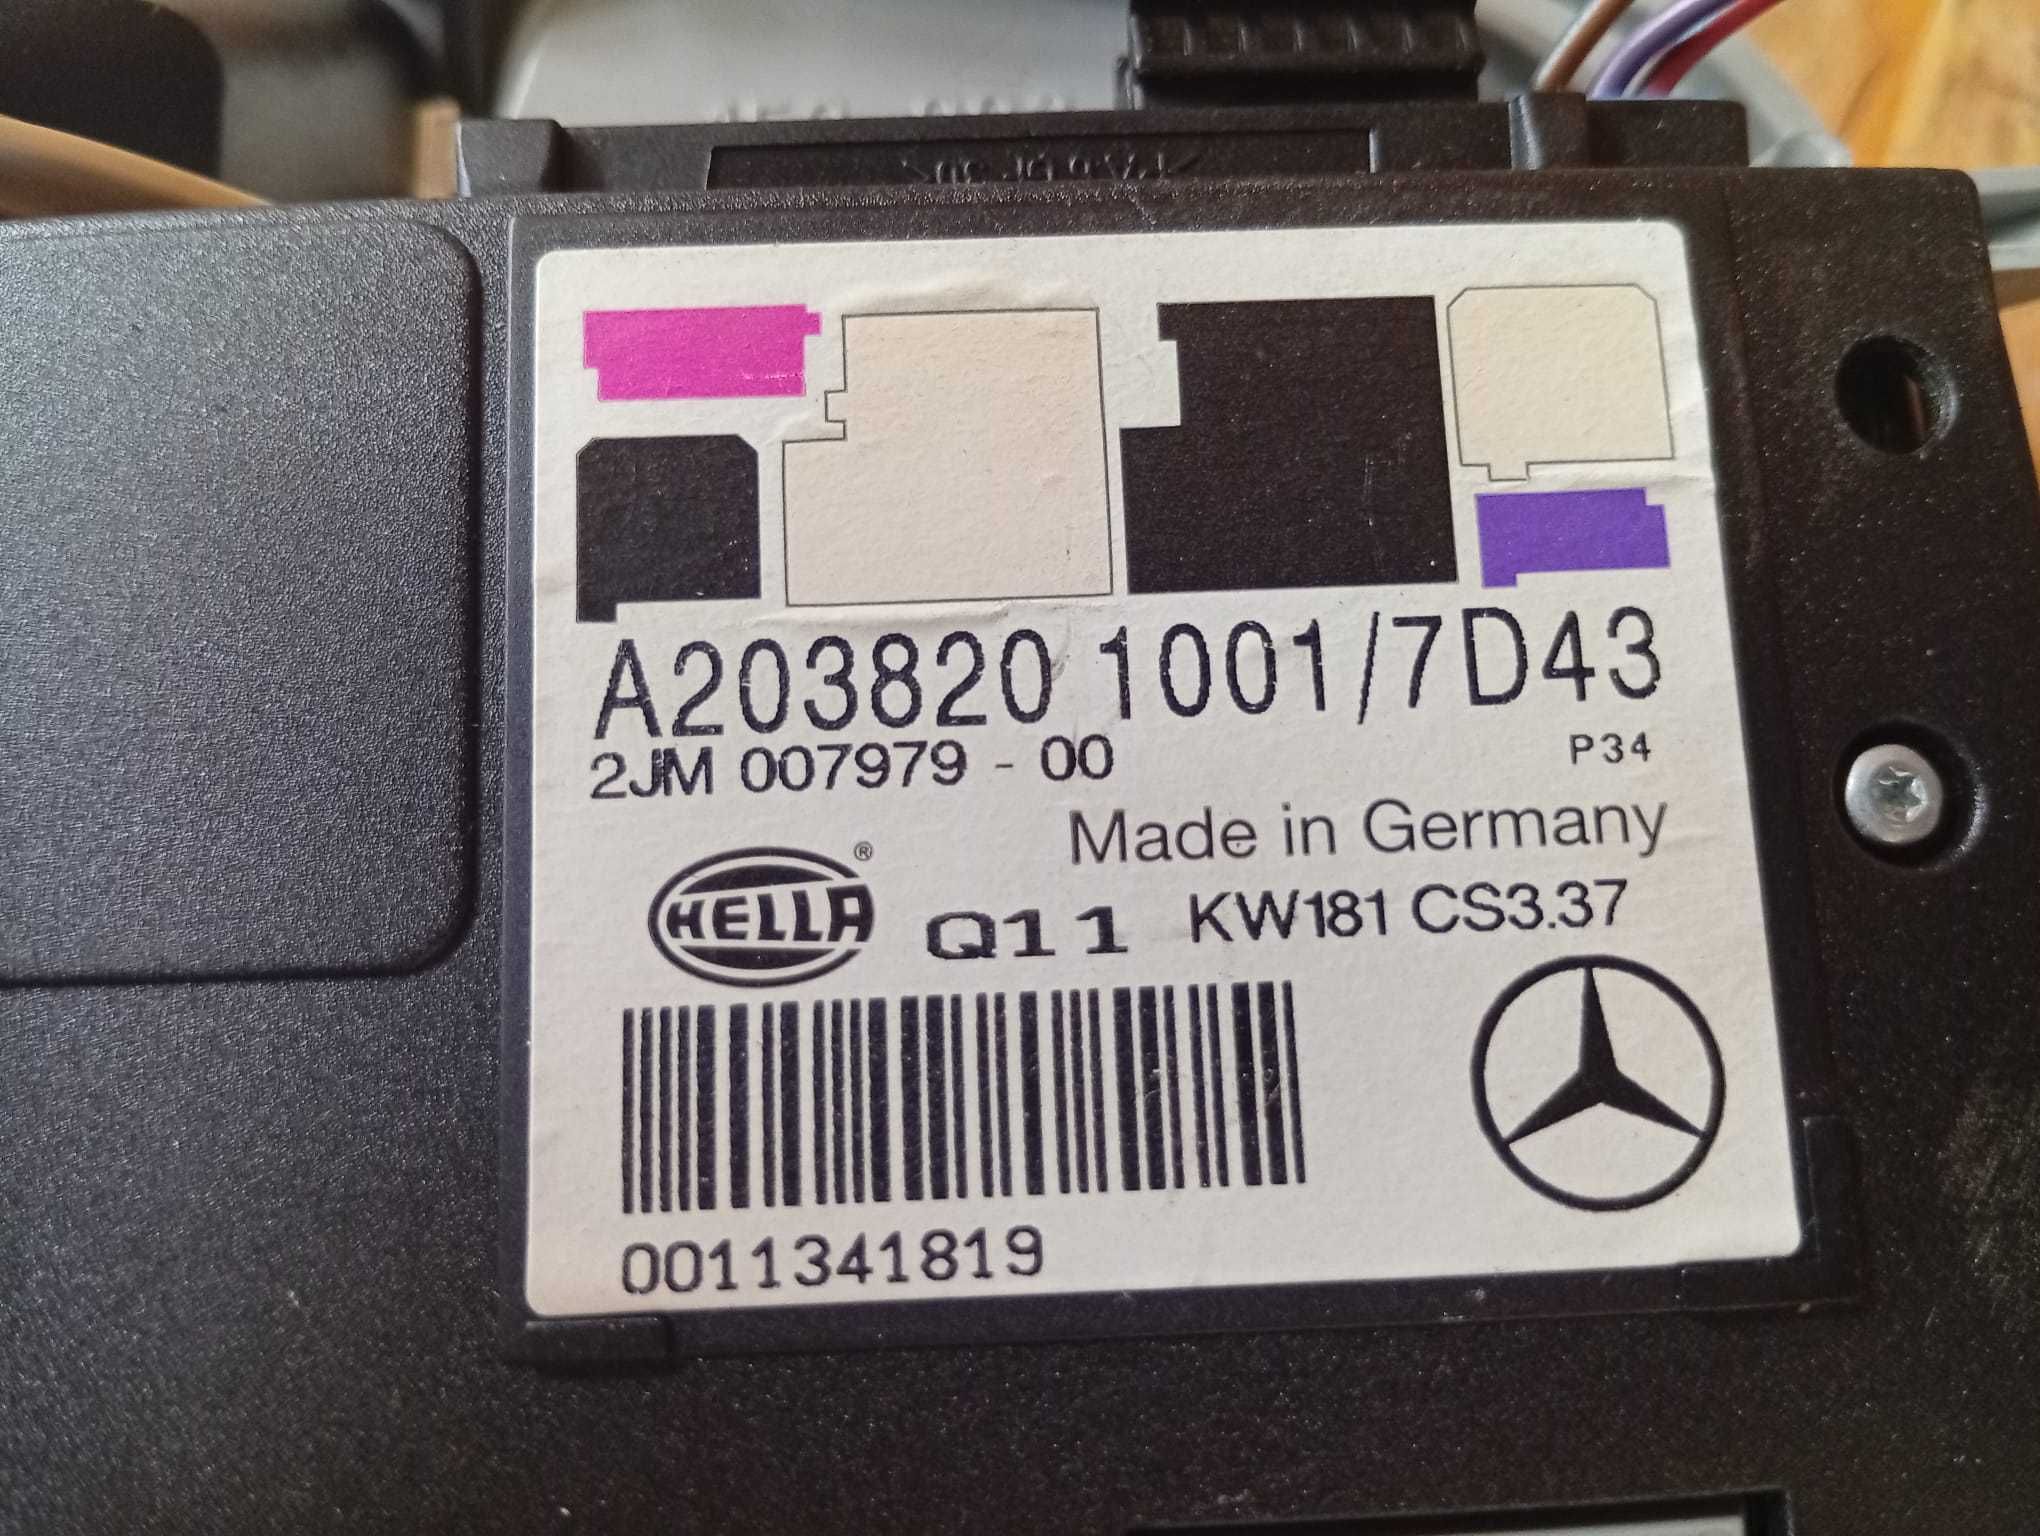 A203820 1001/7D43
2JM 007979 - 00 P34
Made in Germany
HELLA® Q11 KW181 CS3.37
0011341819